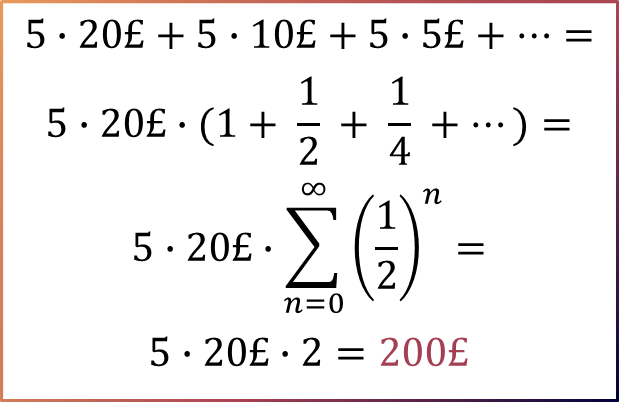 5 · 20£ + 5 · 10£ + 5 · 5£ + ⋯ =
5 · 20£ · (1 + 1/2 + 1/4 + ⋯ ) =
5 · 20£ · ∑_{n=0}^{∞} (1/2)^n =
5 · 20£ · 2 = 200£